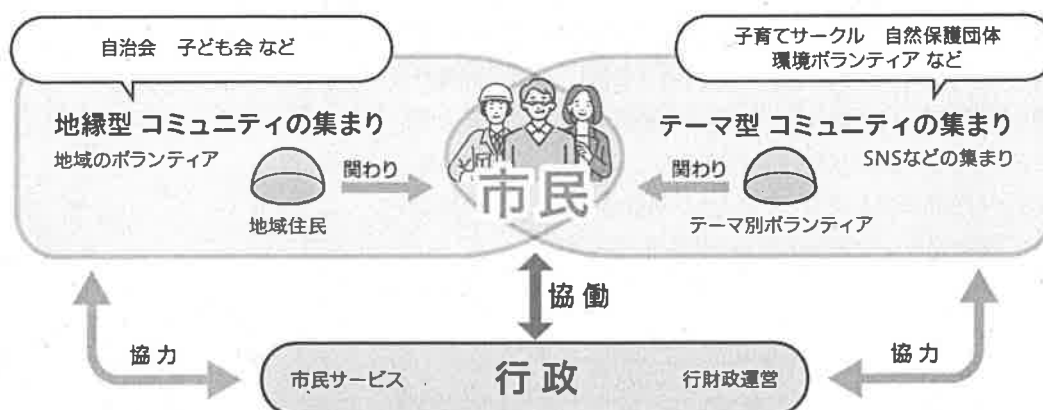 自治会　子ども会 など
子育てサークル　自然保護団体
環境ボランティア など
地縁型 コミュニティの集まり
地域のボランティア
関わり
地域住民
市民
テーマ型 コミュニティの集まり
SNSなどの集まり
関わり
テーマ別ボランティア
協働
協力
協力
市民サービス
行政
行財政運営